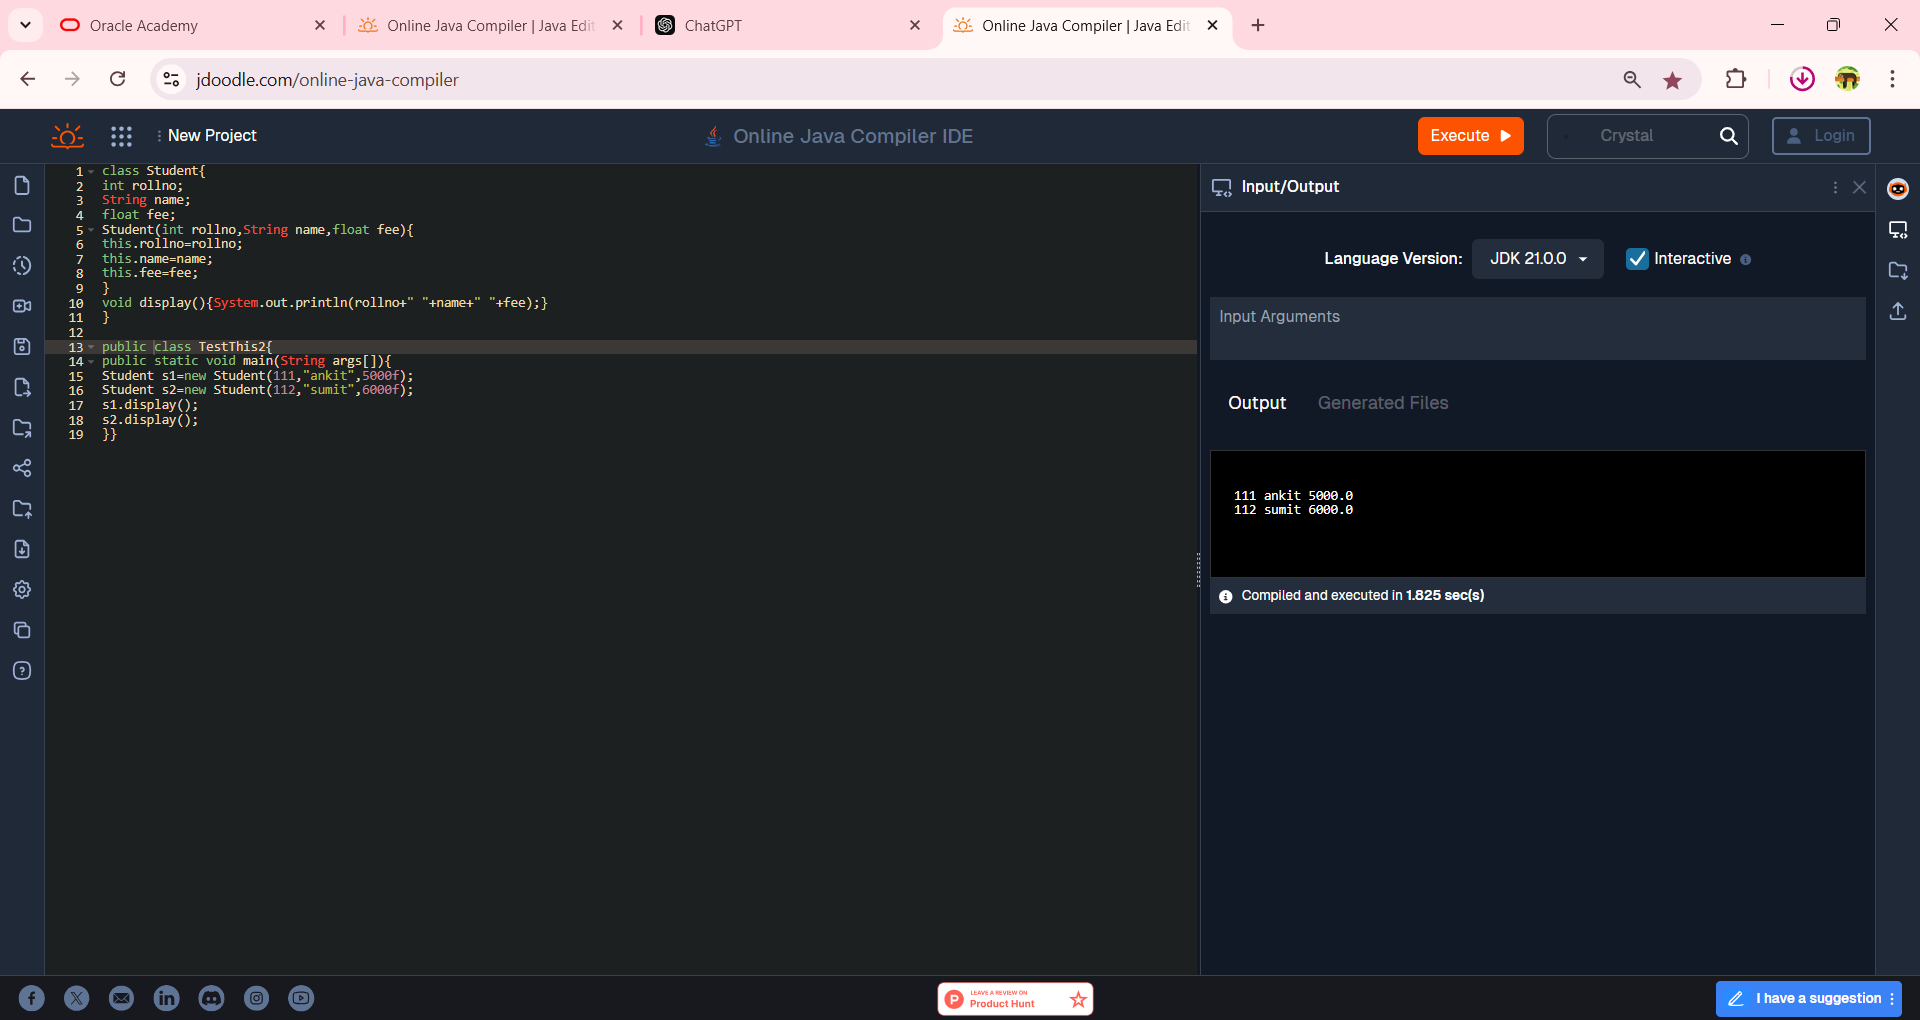 Oracle Academy
Online Java Compiler | Java Edit
ChatGPT
Online Java Compiler | Java Edit
jdoodle.com/online-java-compiler
New Project
Online Java Compiler IDE
Execute
Crystal
Login
1 class Student{
2 int rollno;
3 String name;
4 float fee;
5 Student(int rollno,String name,float fee){
6 this.rollno=rollno;
7 this.name=name;
8 this.fee=fee;
9 }
10 void display(){System.out.println(rollno+" "+name+" "+fee);}
11 }
12
13 public class TestThis2{
14 public static void main(String args[]){
15 Student s1=new Student(111,"ankit",5000f);
16 Student s2=new Student(112,"sumit",6000f);
17 s1.display();
18 s2.display();
19 }}
Input/Output
Language Version:
JDK 21.0.0
Interactive
Input Arguments
Output
Generated Files
111 ankit 5000.0
112 sumit 6000.0
Compiled and executed in 1.825 sec(s)
LEAVE A REVIEW ON
Product Hunt
I have a suggestion